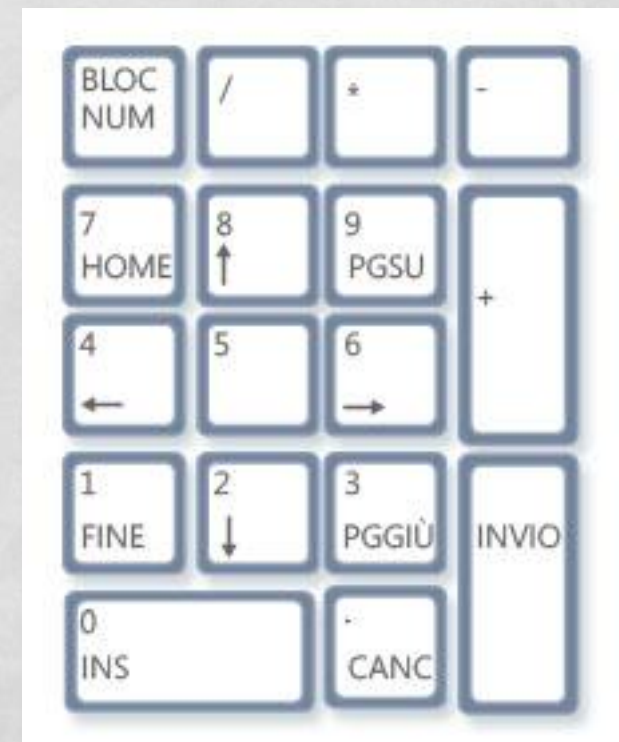 BLOC
NUM
/
*
-
7
HOME
8
↑
9
PGSU
+
4
←
5
6
→
1
FINE
2
↓
3
PGGIÙ
INVIO
0
INS
.
CANC